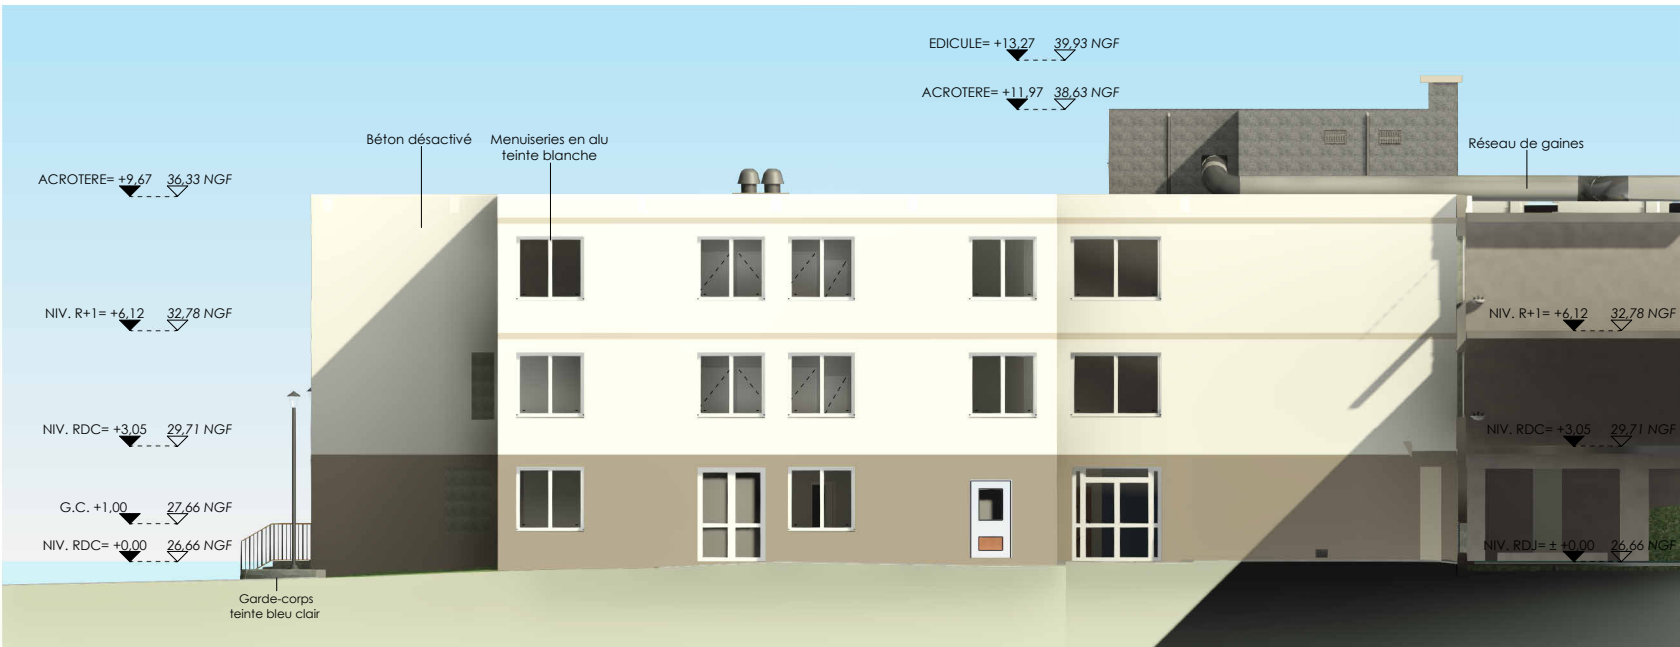 EDICULE= +13,27 39,93 NGF
ACROTERE= +11,97 38,63 NGF
Béton désactivé
Menuiseries en alu
teinte blanche
Réseau de gaines
ACROTERE= +9,67 36,33 NGF
NIV. R+1= +6,12 32,78 NGF
NIV. R+1= +6,12 32,78 NGF
NIV. RDC= +3,05 29,71 NGF
NIV. RDC= +3,05 29,71 NGF
G.C. +1,00 27,66 NGF
NIV. RDC= +0,00 26,66 NGF
NIV. RDJ= ± +0,00 26,66 NGF
Garde-corps
teinte bleu clair